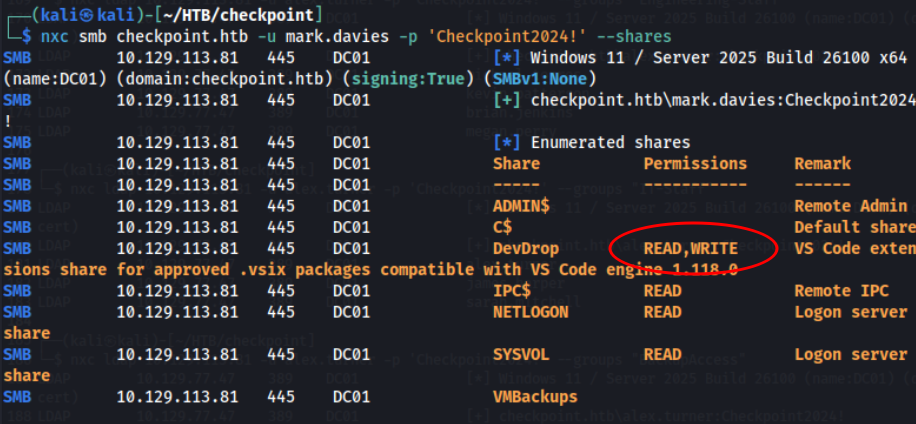 ┌──(kali㉿kali)-[~/HTB/checkpoint]
└─$ nxc smb checkpoint.htb -u mark.davies -p 'Checkpoint2024!' --shares
SMB 10.129.113.81 445 DC01 [*] Windows 11 / Server 2025 Build 26100 x64
(name:DC01) (domain:checkpoint.htb) (signing:True) (SMBv1:None)
SMB 10.129.113.81 445 DC01 [+] checkpoint.htb\mark.davies:Checkpoint2024
!
SMB 10.129.113.81 445 DC01 [*] Enumerated shares
SMB 10.129.113.81 445 DC01 Share Permissions Remark
SMB 10.129.113.81 445 DC01 ----- ----------- ------
SMB 10.129.113.81 445 DC01 ADMIN$ Remote Admin
SMB 10.129.113.81 445 DC01 C$ Default share
SMB 10.129.113.81 445 DC01 DevDrop READ,WRITE VS Code exten
sions share for approved .vsix packages compatible with VS Code engine 1.118.0
SMB 10.129.113.81 445 DC01 IPC$ READ Remote IPC
SMB 10.129.113.81 445 DC01 NETLOGON READ Logon server
share
SMB 10.129.113.81 445 DC01 SYSVOL READ Logon server
share
SMB 10.129.113.81 445 DC01 VMBackups